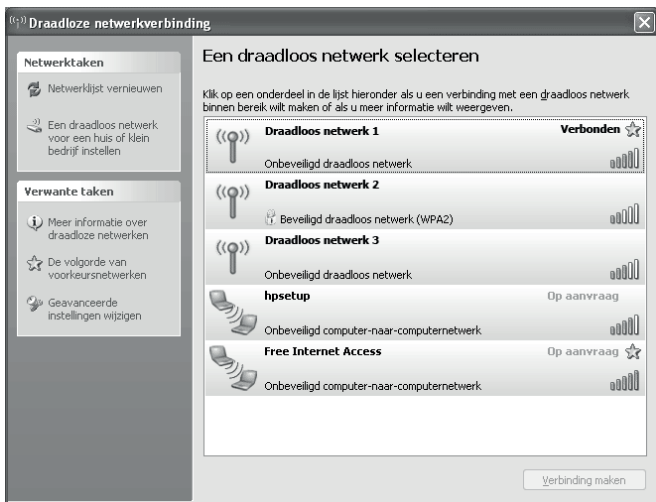 Draadloze netwerkverbinding
Netwerktaken
Netwerklijst vernieuwen
Een draadloos netwerk
voor een huis of klein
bedrijf instellen
Verwante taken
Meer informatie over
draadloze netwerken
De volgorde van
voorkeursnetwerken
Geavanceerde
instellingen wijzigen
Een draadloos netwerk selecteren
Klik op een onderdeel in de lijst hieronder als u een verbinding met een draadloos netwerk
binnen bereik wilt maken of als u meer informatie wilt weergeven.
Draadloos netwerk 1 Verbonden
Onbeveiligd draadloos netwerk
Draadloos netwerk 2
Beveiligd draadloos netwerk (WPA2)
Draadloos netwerk 3
Onbeveiligd draadloos netwerk
hpsetup Op aanvraag
Onbeveiligd computer-naar-computernetwerk
Free Internet Access Op aanvraag
Onbeveiligd computer-naar-computernetwerk
Verbinding maken